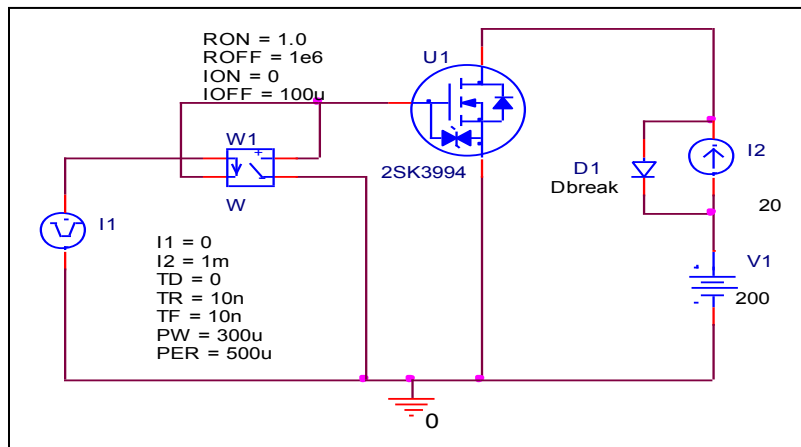 RON = 1.0
ROFF = 1e6
ION = 0
IOFF = 100u
U1
W1
W
2SK3994
D1
Dbreak
I2
20
I1
V1
200
I1 = 0
I2 = 1m
TD = 0
TR = 10n
TF = 10n
PW = 300u
PER = 500u
0